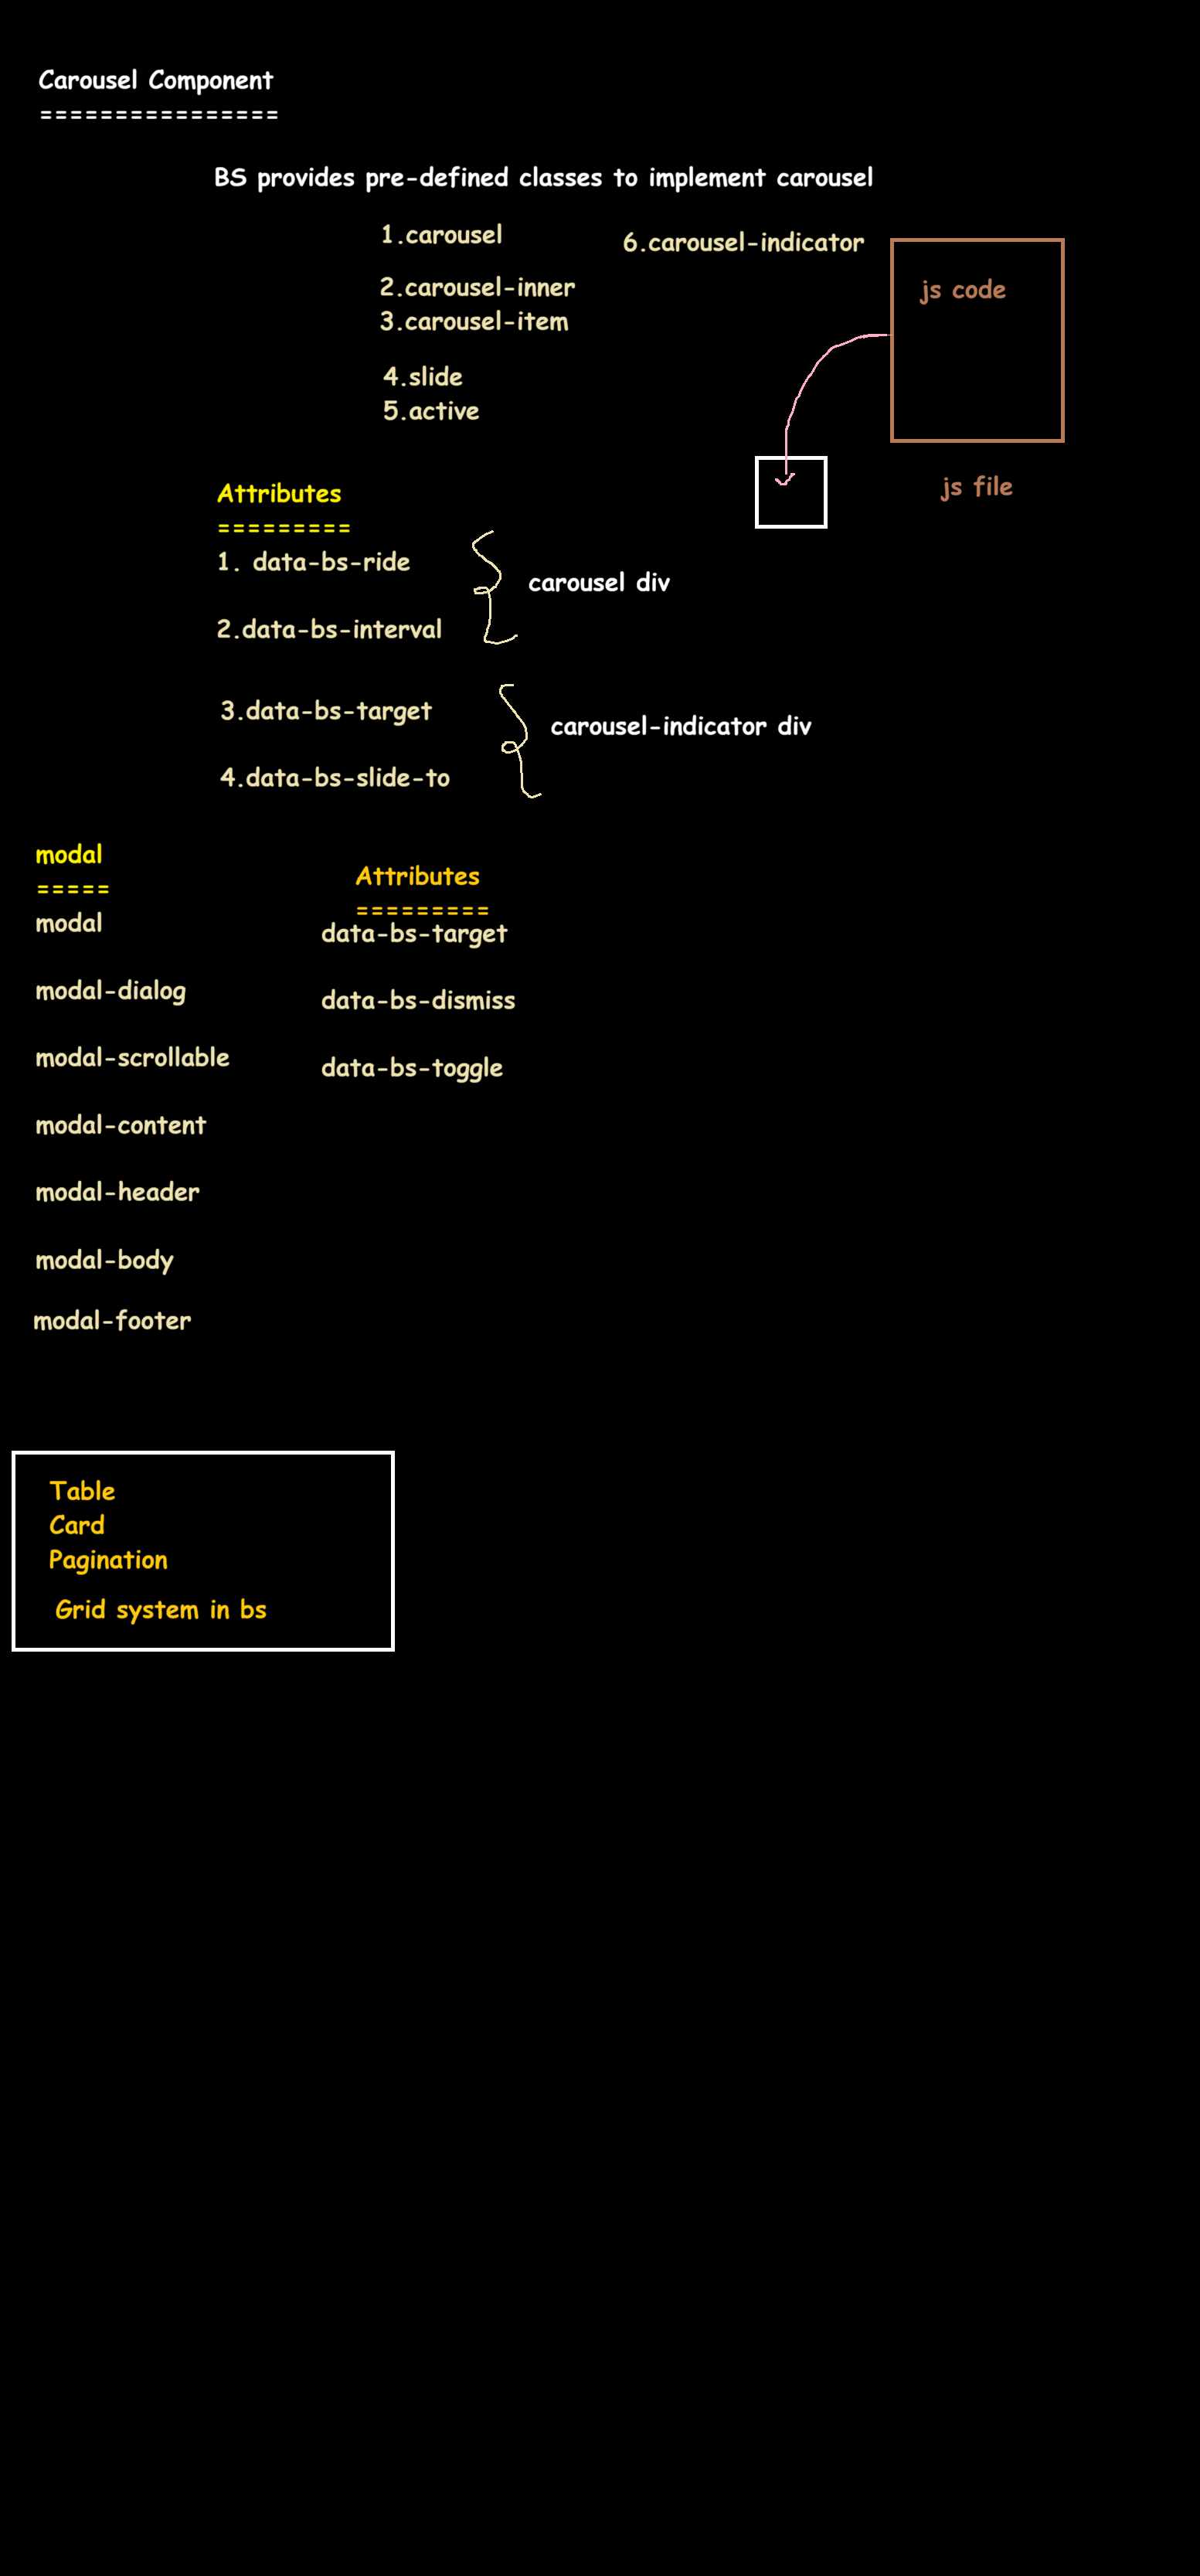 Carousel Component
================
BS provides pre-defined classes to implement carousel
1.carousel
6.carousel-indicator
2.carousel-inner
3.carousel-item
4.slide
5.active
js code
js file
Attributes
=========
1. data-bs-ride
2.data-bs-interval
carousel div
3.data-bs-target
4.data-bs-slide-to
carousel-indicator div
modal
=====
modal
modal-dialog
modal-scrollable
modal-content
modal-header
modal-body
modal-footer
Attributes
=========
data-bs-target
data-bs-dismiss
data-bs-toggle
Table
Card
Pagination
Grid system in bs